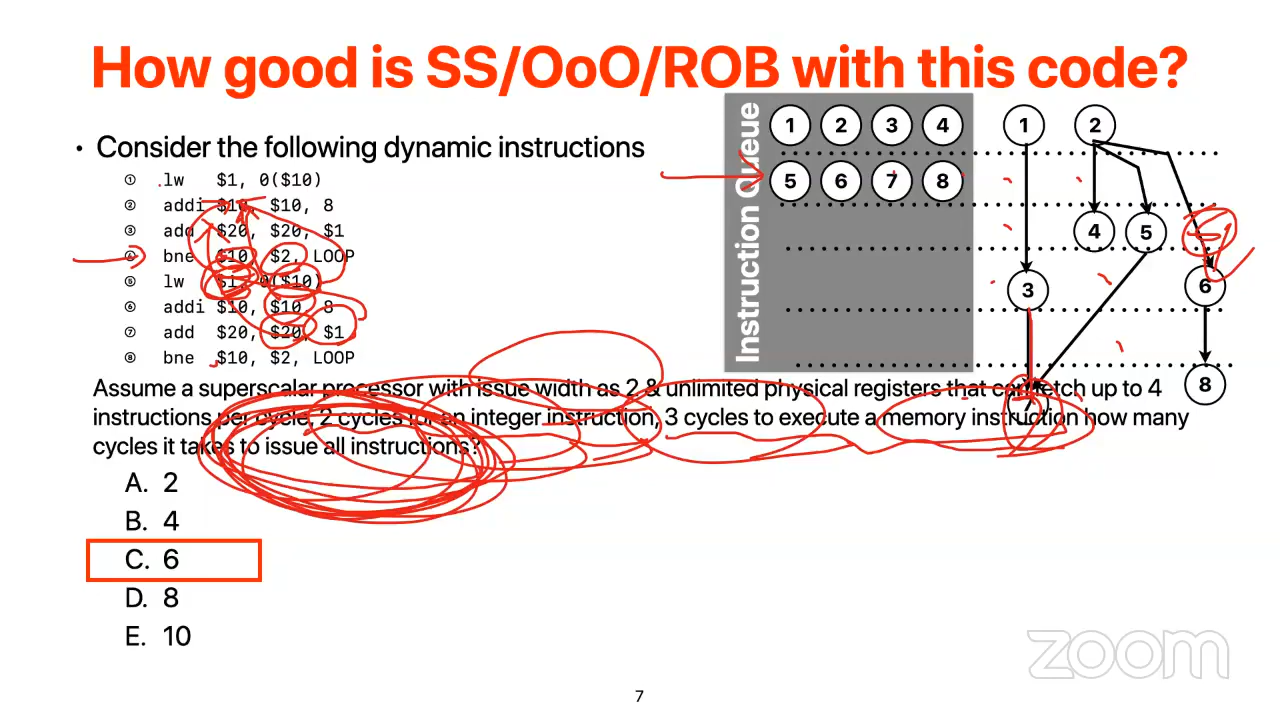 How good is SS/OoO/ROB with this code?
• Consider the following dynamic instructions
① lw $1, 0($10)
② addi $10, $10, 8
③ add $20, $20, $1
④ bne $10, $2, LOOP
⑤ lw $1, 0($10)
⑥ addi $10, $10, 8
⑦ add $20, $20, $1
⑧ bne $10, $2, LOOP
Instruction Queue
1 2 3 4
5 6 7 8
1 2
4 5
3 6
7 8
Assume a superscalar processor with issue width as 2 & unlimited physical registers that can fetch up to 4
instructions per cycle, 2 cycles for an integer instruction, 3 cycles to execute a memory instruction how many
cycles it takes to issue all instructions?
A. 2
B. 4
C. 6
D. 8
E. 10
zoom
7